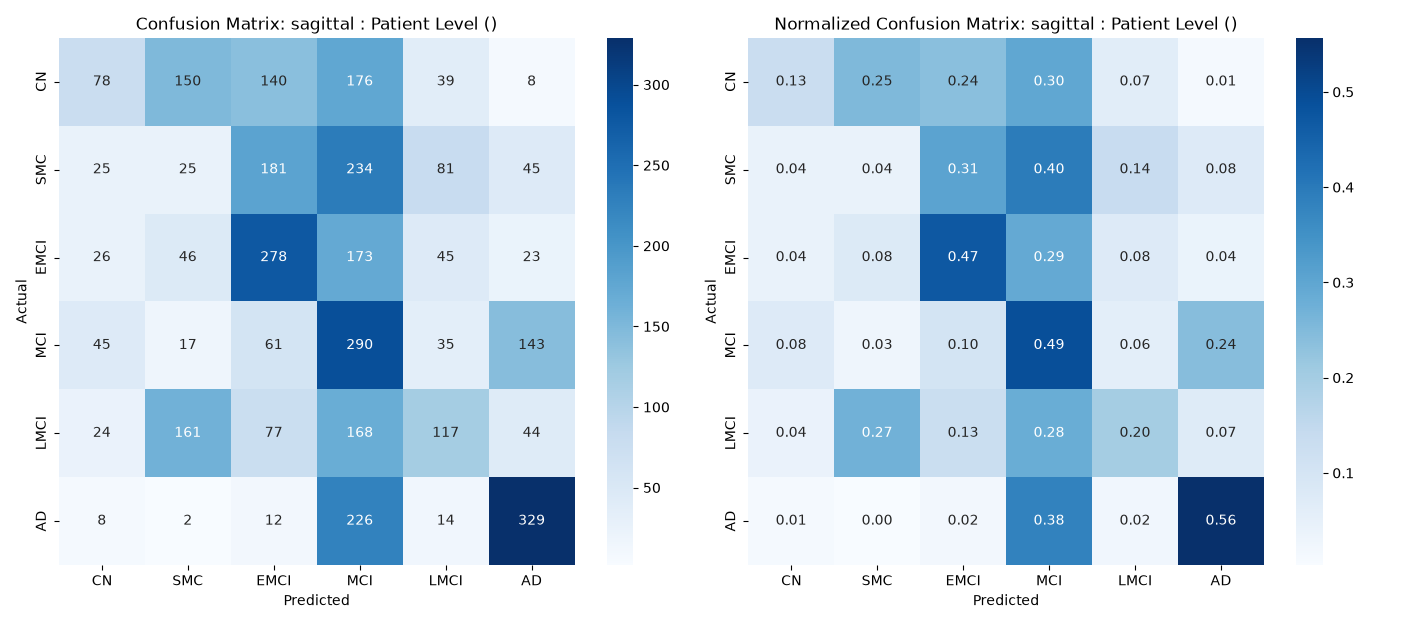 Confusion Matrix: sagittal : Patient Level ()
CN 78 150 140 176 39 8
SMC 25 25 181 234 81 45
EMCI 26 46 278 173 45 23
MCI 45 17 61 290 35 143
LMCI 24 161 77 168 117 44
AD 8 2 12 226 14 329
CN SMC EMCI MCI LMCI AD
Predicted
Actual
300
250
200
150
100
50
Normalized Confusion Matrix: sagittal : Patient Level ()
CN 0.13 0.25 0.24 0.30 0.07 0.01
SMC 0.04 0.04 0.31 0.40 0.14 0.08
EMCI 0.04 0.08 0.47 0.29 0.08 0.04
MCI 0.08 0.03 0.10 0.49 0.06 0.24
LMCI 0.04 0.27 0.13 0.28 0.20 0.07
AD 0.01 0.00 0.02 0.38 0.02 0.56
CN SMC EMCI MCI LMCI AD
Predicted
Actual
0.5
0.4
0.3
0.2
0.1